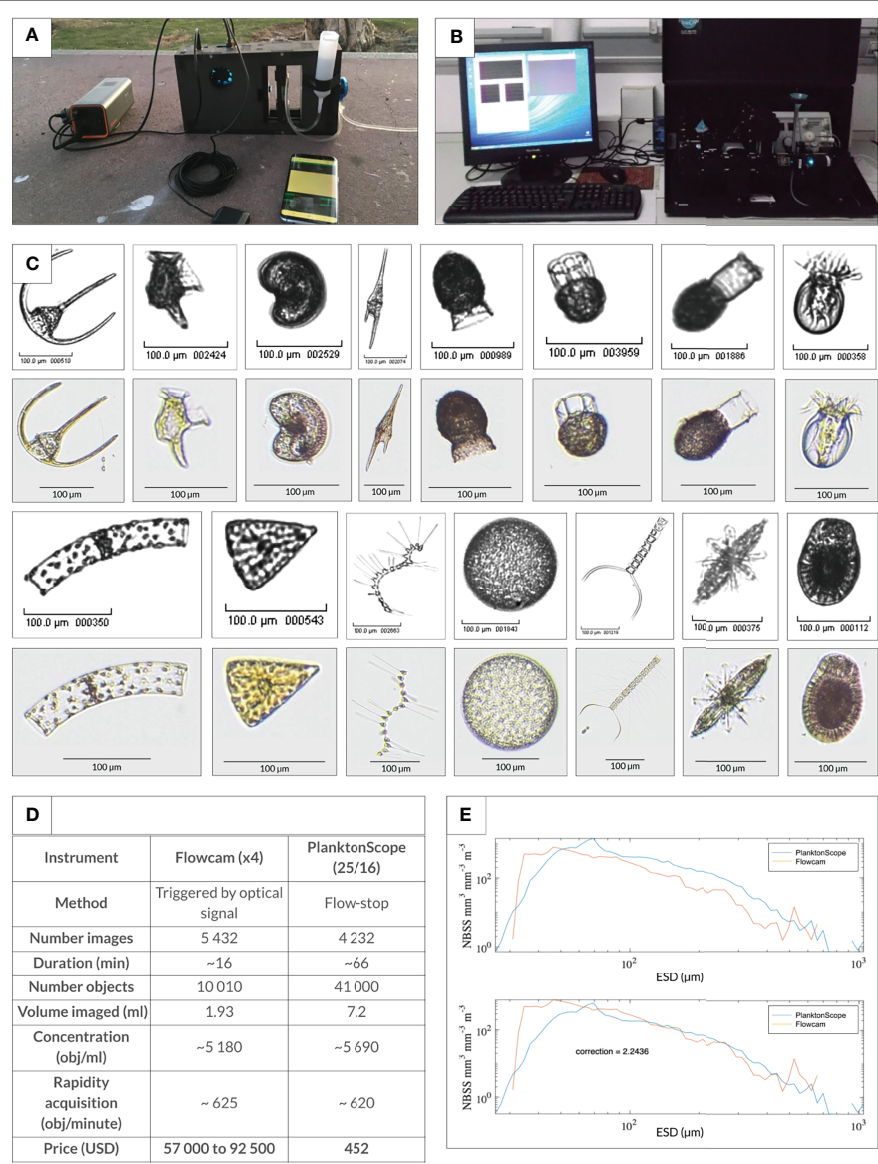 A
B
C
100.0 µm 000510
100.0 µm 002424
100.0 µm 002529
100.0 µm 002074
100.0 µm 000989
100.0 µm 003959
100.0 µm 001886
100.0 µm 000358
100 µm
100 µm
100 µm
100 µm
100 µm
100 µm
100 µm
100 µm
100.0 µm 000350
100.0 µm 000543
100.0 µm 002663
100.0 µm 001843
100.0 µm 001219
100.0 µm 000375
100.0 µm 000112
100 µm
100 µm
100 µm
100 µm
100 µm
100 µm
100 µm
D
Instrument
Flowcam (x4)
PlanktonScope
(25/16)
Method
Triggered by optical
signal
Flow-stop
Number images
5 432
4 232
Duration (min)
~16
~66
Number objects
10 010
41 000
Volume imaged (ml)
1.93
7.2
Concentration
(obj/ml)
~5 180
~5 690
Rapidity
acquisition
(obj/minute)
~ 625
~ 620
Price (USD)
57 000 to 92 500
452
E
NBSS mm³ mm⁻³ m⁻³
10²
10⁰
PlanktonScope
Flowcam
10²
10³
ESD (µm)
NBSS mm³ mm⁻³ m⁻³
10²
10⁰
PlanktonScope
Flowcam
correction = 2.2436
10²
10³
ESD (µm)